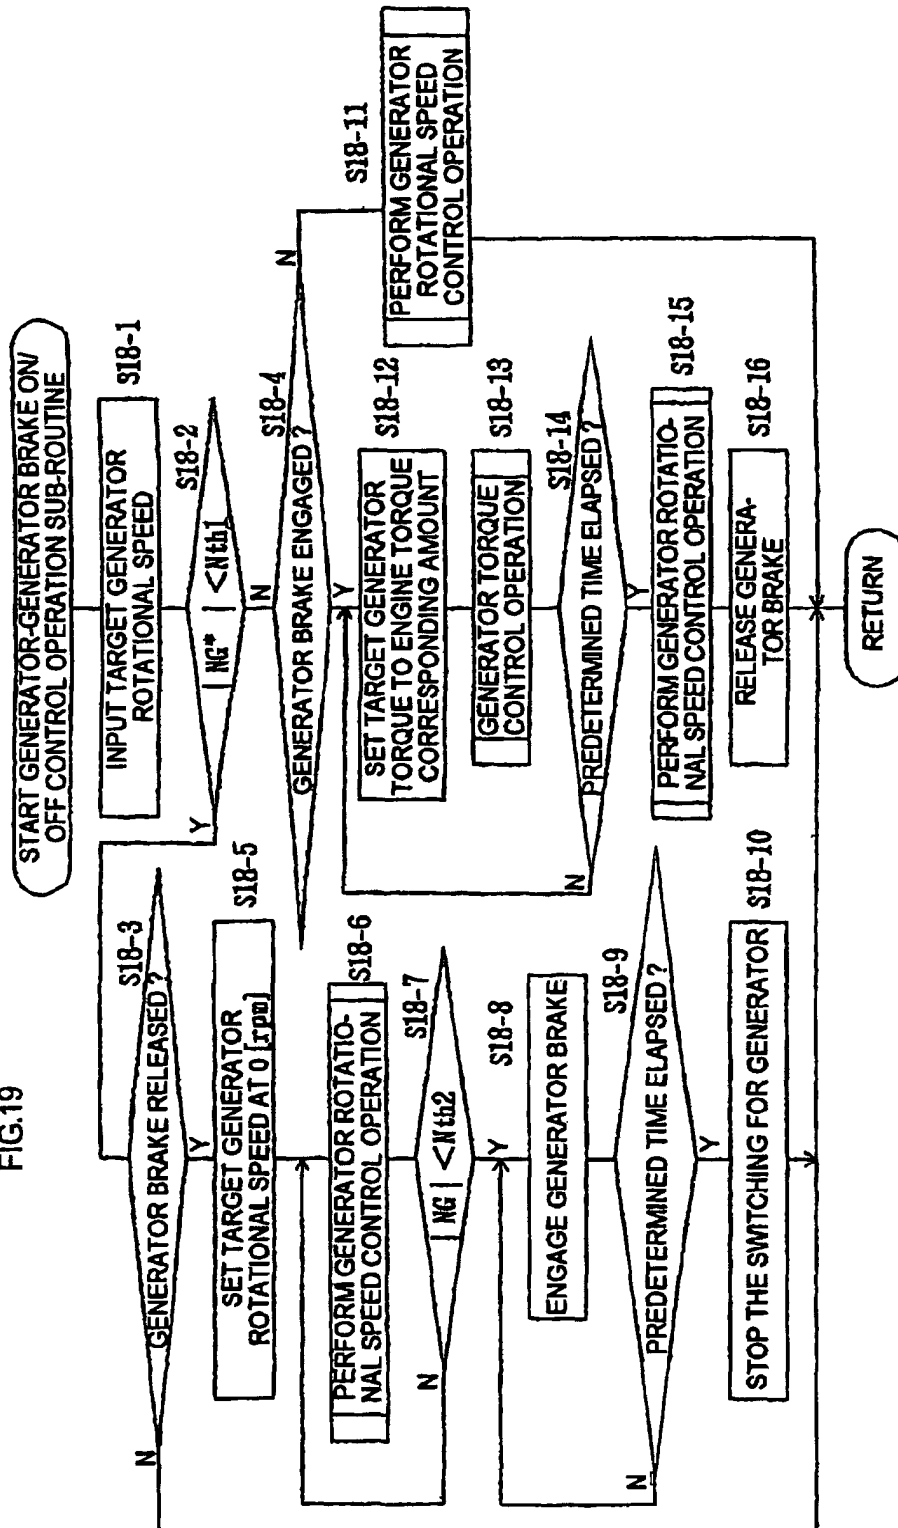 FIG.19
START GENERATOR-GENERATOR BRAKE ON/
OFF CONTROL OPERATION SUB-ROUTINE
S18-1
INPUT TARGET GENERATOR
ROTATIONAL SPEED
S18-2
| NG* | <Nth1
Y
N
S18-3
GENERATOR BRAKE RELEASED ?
N
Y
S18-5
SET TARGET GENERATOR
ROTATIONAL SPEED AT 0 [rpm]
S18-6
PERFORM GENERATOR ROTATIO-
NAL SPEED CONTROL OPERATION
S18-7
| NG | <Nth2
N
Y
S18-8
ENGAGE GENERATOR BRAKE
S18-9
PREDETERMINED TIME ELAPSED ?
N
Y
S18-10
STOP THE SWITCHING FOR GENERATOR
S18-4
GENERATOR BRAKE ENGAGED ?
N
Y
S18-11
PERFORM GENERATOR
ROTATIONAL SPEED
CONTROL OPERATION
S18-12
SET TARGET GENERATOR
TORQUE TO ENGINE TORQUE
CORRESPONDING AMOUNT
S18-13
GENERATOR TORQUE
CONTROL OPERATION
S18-14
PREDETERMINED TIME ELAPSED ?
N
Y
S18-15
PERFORM GENERATOR ROTATIO-
NAL SPEED CONTROL OPERATION
S18-16
RELEASE GENERA-
TOR BRAKE
RETURN